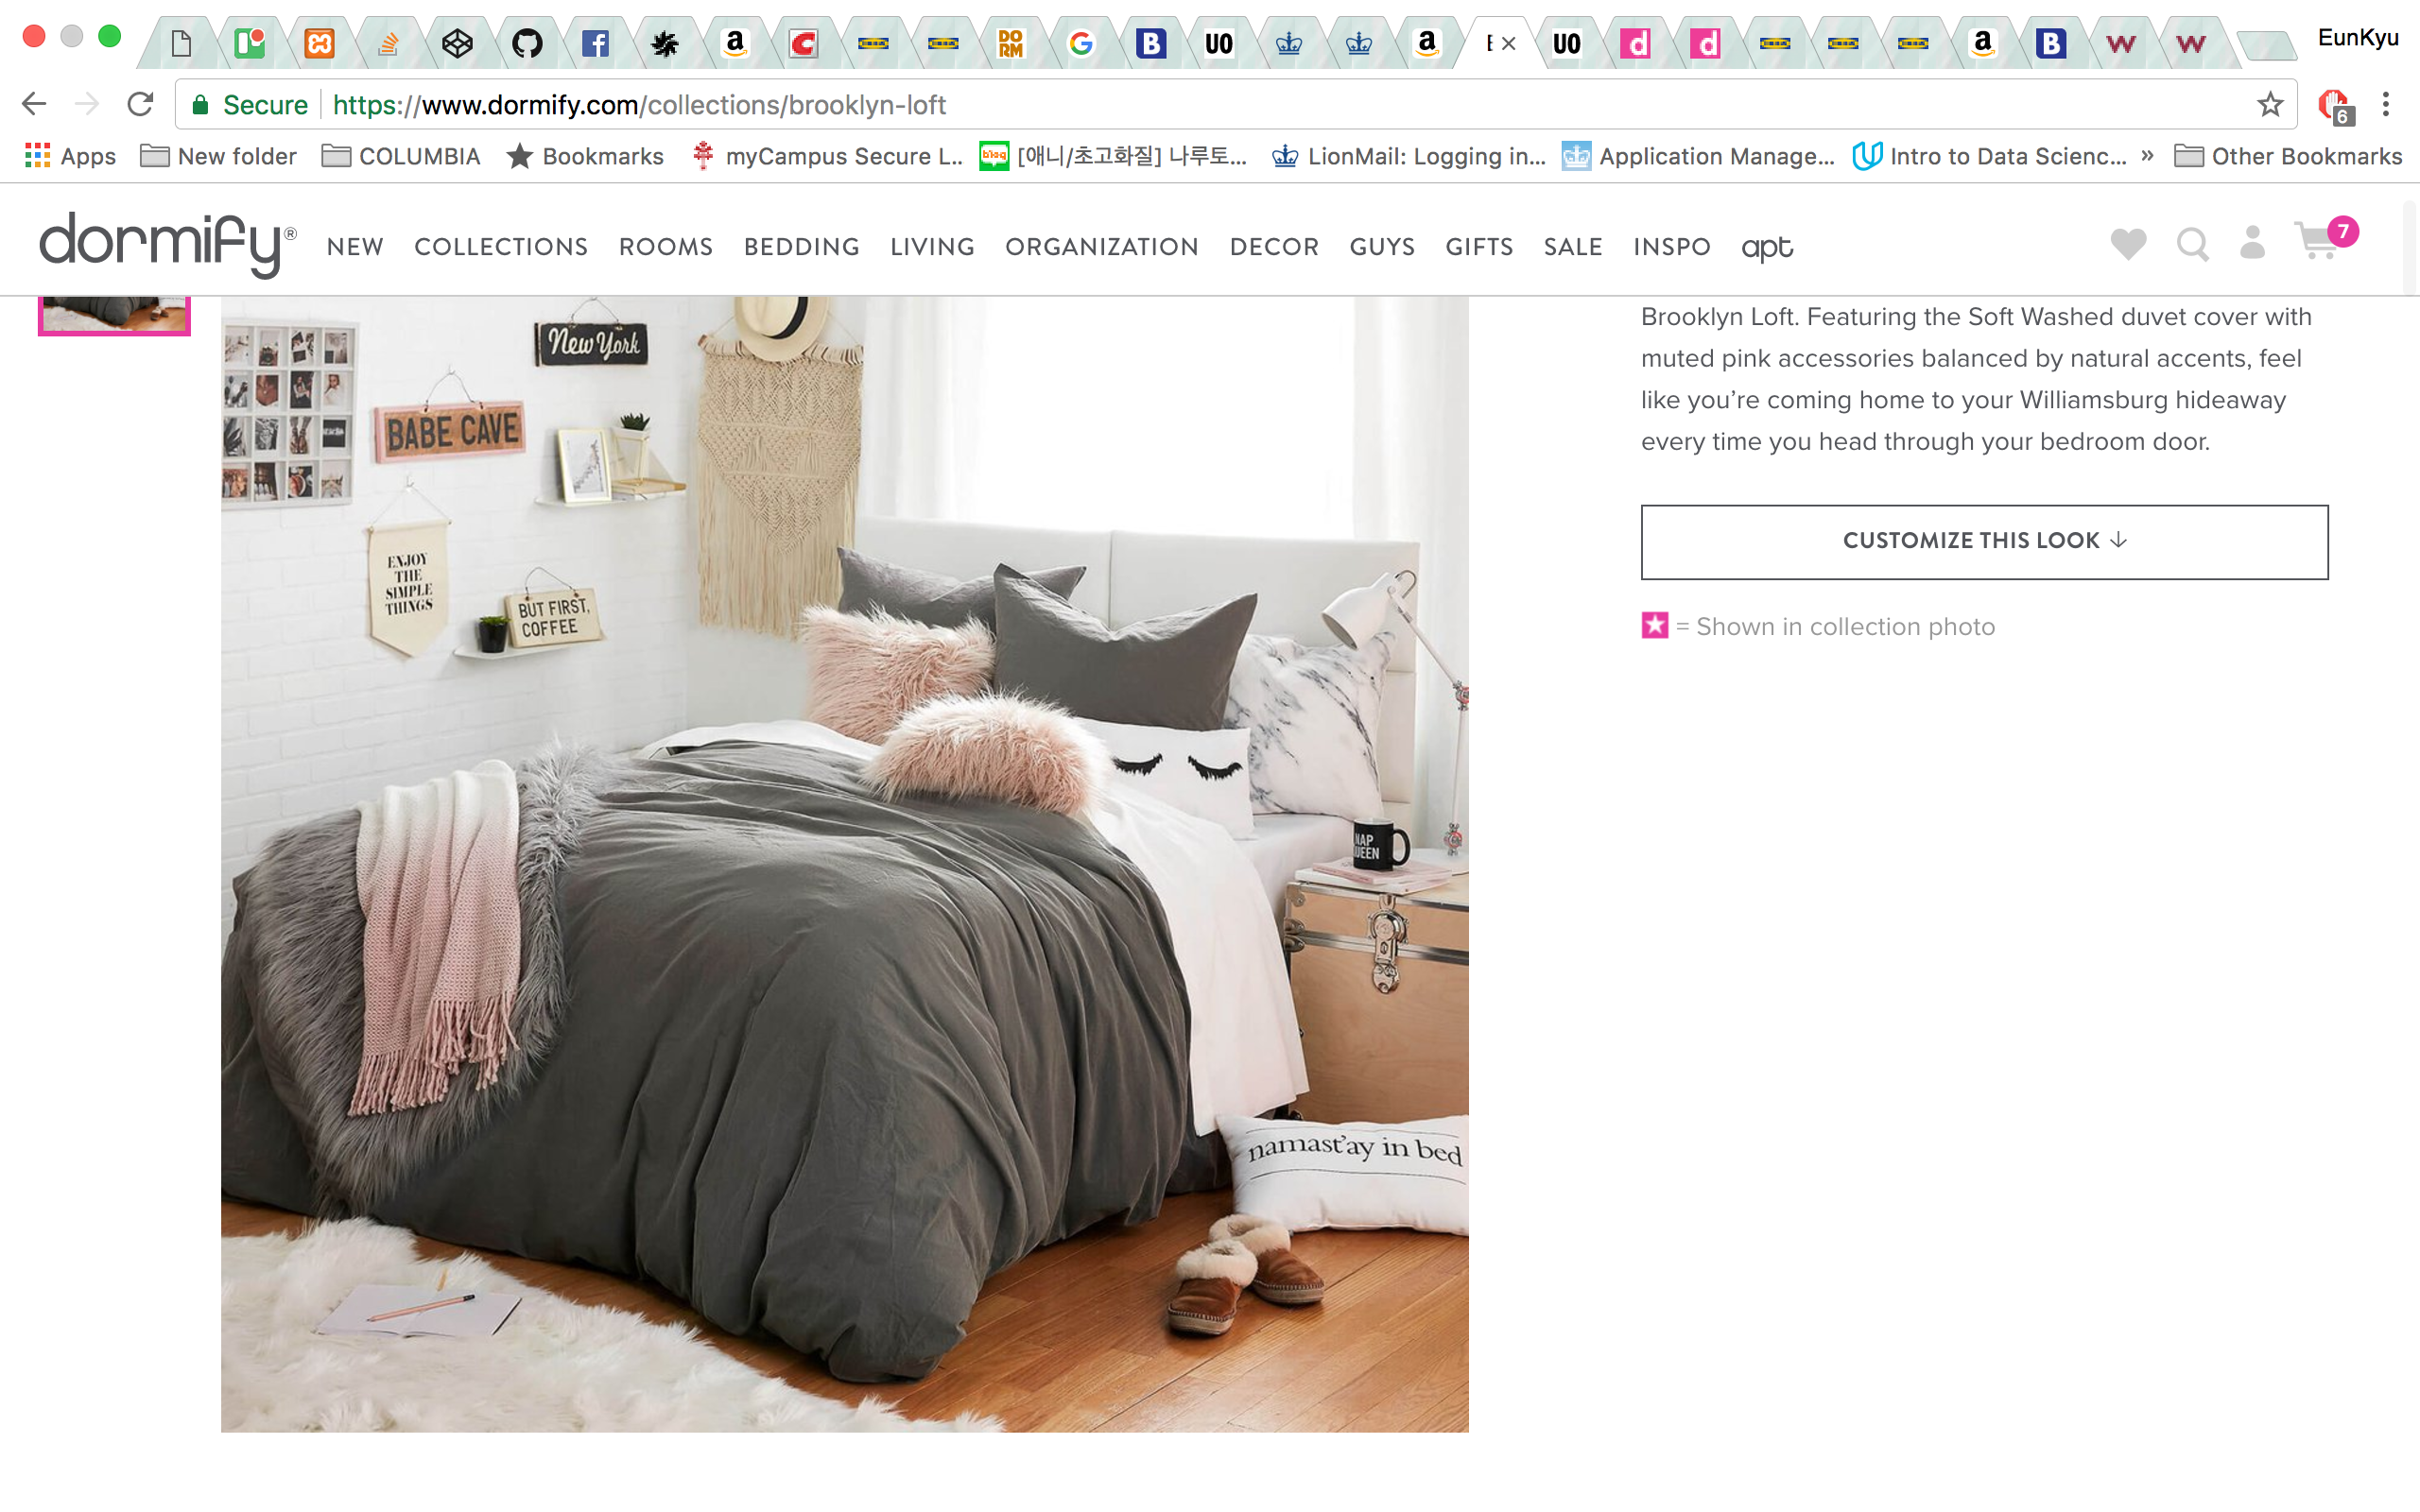 EunKyu
Secure https://www.dormify.com/collections/brooklyn-loft
6
Apps New folder COLUMBIA Bookmarks myCampus Secure L... [애니/초고화질] 나루토... LionMail: Logging in... Application Manage... Intro to Data Scienc... » Other Bookmarks
dormify® NEW COLLECTIONS ROOMS BEDDING LIVING ORGANIZATION DECOR GUYS GIFTS SALE INSPO apt 7
Brooklyn Loft. Featuring the Soft Washed duvet cover with
muted pink accessories balanced by natural accents, feel
like you’re coming home to your Williamsburg hideaway
every time you head through your bedroom door.
CUSTOMIZE THIS LOOK ↓
= Shown in collection photo
New York
BABE CAVE
ENJOY
THE
SIMPLE
THINGS
BUT FIRST,
COFFEE
NAP
UEEN
namast’ay in bed